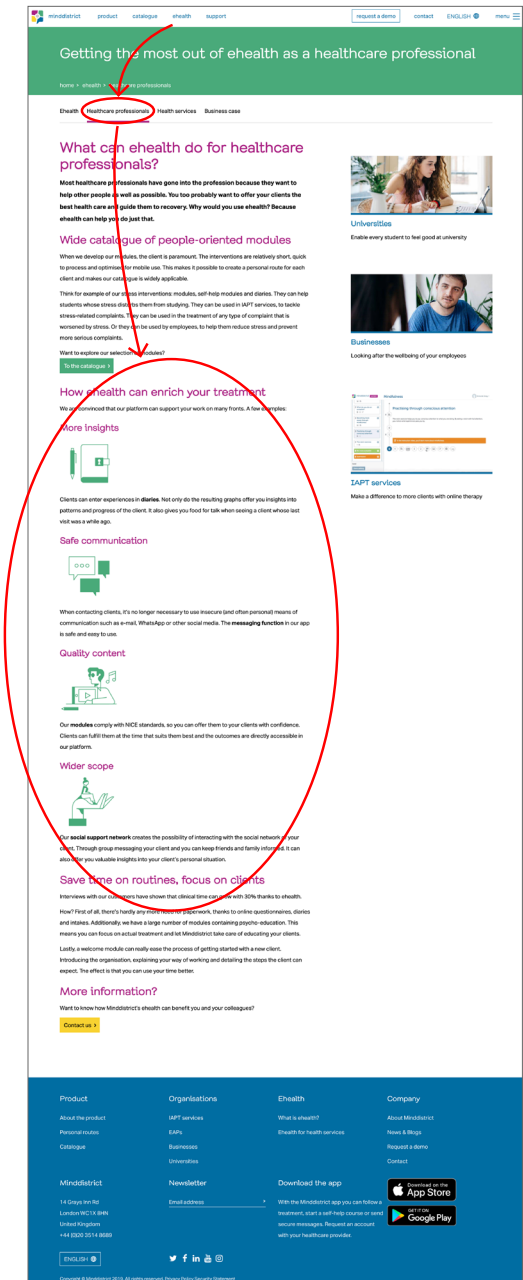 minddistrict product catalogue ehealth support request a demo contact ENGLISH menu
Getting the most out of ehealth as a healthcare professional
home ehealth healthcare professionals
Ehealth Healthcare professionals Health services Business case
What can ehealth do for healthcare
professionals?
Most healthcare professionals have gone into the profession because they want to
help other people as well as possible. You too probably want to offer your clients the
best health care and guide them to recovery. Why would you use ehealth? Because
ehealth can help you do just that.
Wide catalogue of people-oriented modules
When we develop our modules, the client is paramount. The interventions are relatively short, quick
to process and optimised for mobile use. This makes it possible to create a personal route for each
client and makes our catalogue is widely applicable.
Think for example of our stress interventions: modules, self-help modules and diaries. They can help
students whose stress disturbs them from studying. They can be used in IAPT services, to tackle
stress-related complaints. They can be used in the treatment of any type of complaint that is
worsened by stress. Or they can be used by employees, to help them reduce stress and prevent
more serious complaints.
Want to explore our selection of modules?
To the catalogue ›
How ehealth can enrich your treatment
We are convinced that our platform can support your work on many fronts. A few examples:
More insights
Clients can enter experiences in diaries. Not only do the resulting graphs offer you insights into
patterns and progress of the client. It also gives you food for talk when seeing a client whose last
visit was a while ago.
Safe communication
When contacting clients, it's no longer necessary to use insecure (and often personal) means of
communication such as e-mail, WhatsApp or other social media. The messaging function in our app
is safe and easy to use.
Quality content
Our modules comply with NICE standards, so you can offer them to your clients with confidence.
Clients can fulfill them at the time that suits them best and the outcomes are directly accessible in
our platform.
Wider scope
Our social support network creates the possibility of interacting with the social network of your
client. Through group messaging your client and you can keep friends and family informed. It can
also offer you valuable insights into your client's personal situation.
Save time on routines, focus on clients
Interviews with our customers have shown that clinical time can grow with 30% thanks to ehealth.
How? First of all, there's hardly any more need for paperwork, thanks to online questionnaires, diaries
and intakes. Additionally, we have a large number of modules containing psycho-education. This
means you can focus on actual treatment and let Minddistrict take care of educating your clients.
Lastly, a welcome module can really ease the process of getting started with a new client.
Introducing the organisation, explaining your way of working and detailing the steps the client can
expect. The effect is that you can use your time better.
More information?
Want to know how Minddistrict's ehealth can benefit you and your colleagues?
Contact us ›
Universities
Enable every student to feel good at university
Businesses
Looking after the wellbeing of your employees
Mindfulness
Practising through conscious attention
IAPT services
Make a difference to more clients with online therapy
Product Organisations Ehealth Company
About the product IAPT services What is ehealth? About Minddistrict
Personal routes EAPs Ehealth for health services News & Blogs
Catalogue Businesses Request a demo
Universities Contact
Minddistrict Newsletter Download the app
14 Grays Inn Rd
London WC1X 8HN
United Kingdom
+44 (0)20 3514 8689
Email address
With the Minddistrict app you can follow a
treatment, start a self-help course or send
secure messages. Request an account
with your healthcare provider.
Download on the
App Store
GET IT ON
Google Play
ENGLISH
Copyright © Minddistrict 2019. All rights reserved. Privacy Policy Security Statement